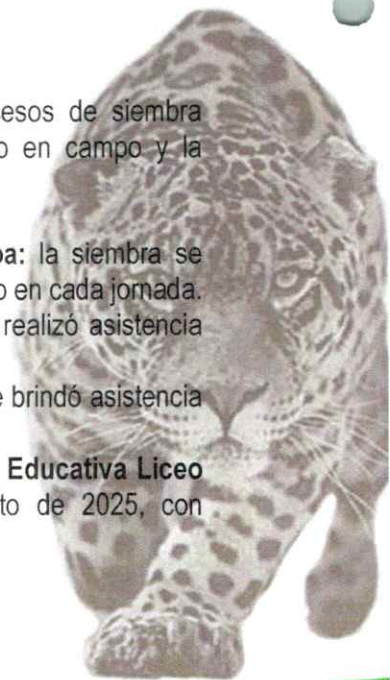 esos de siembra
o en campo y la
oa: la siembra se
o en cada jornada.
realizó asistencia
e brindó asistencia
Educativa Liceo
to de 2025, con